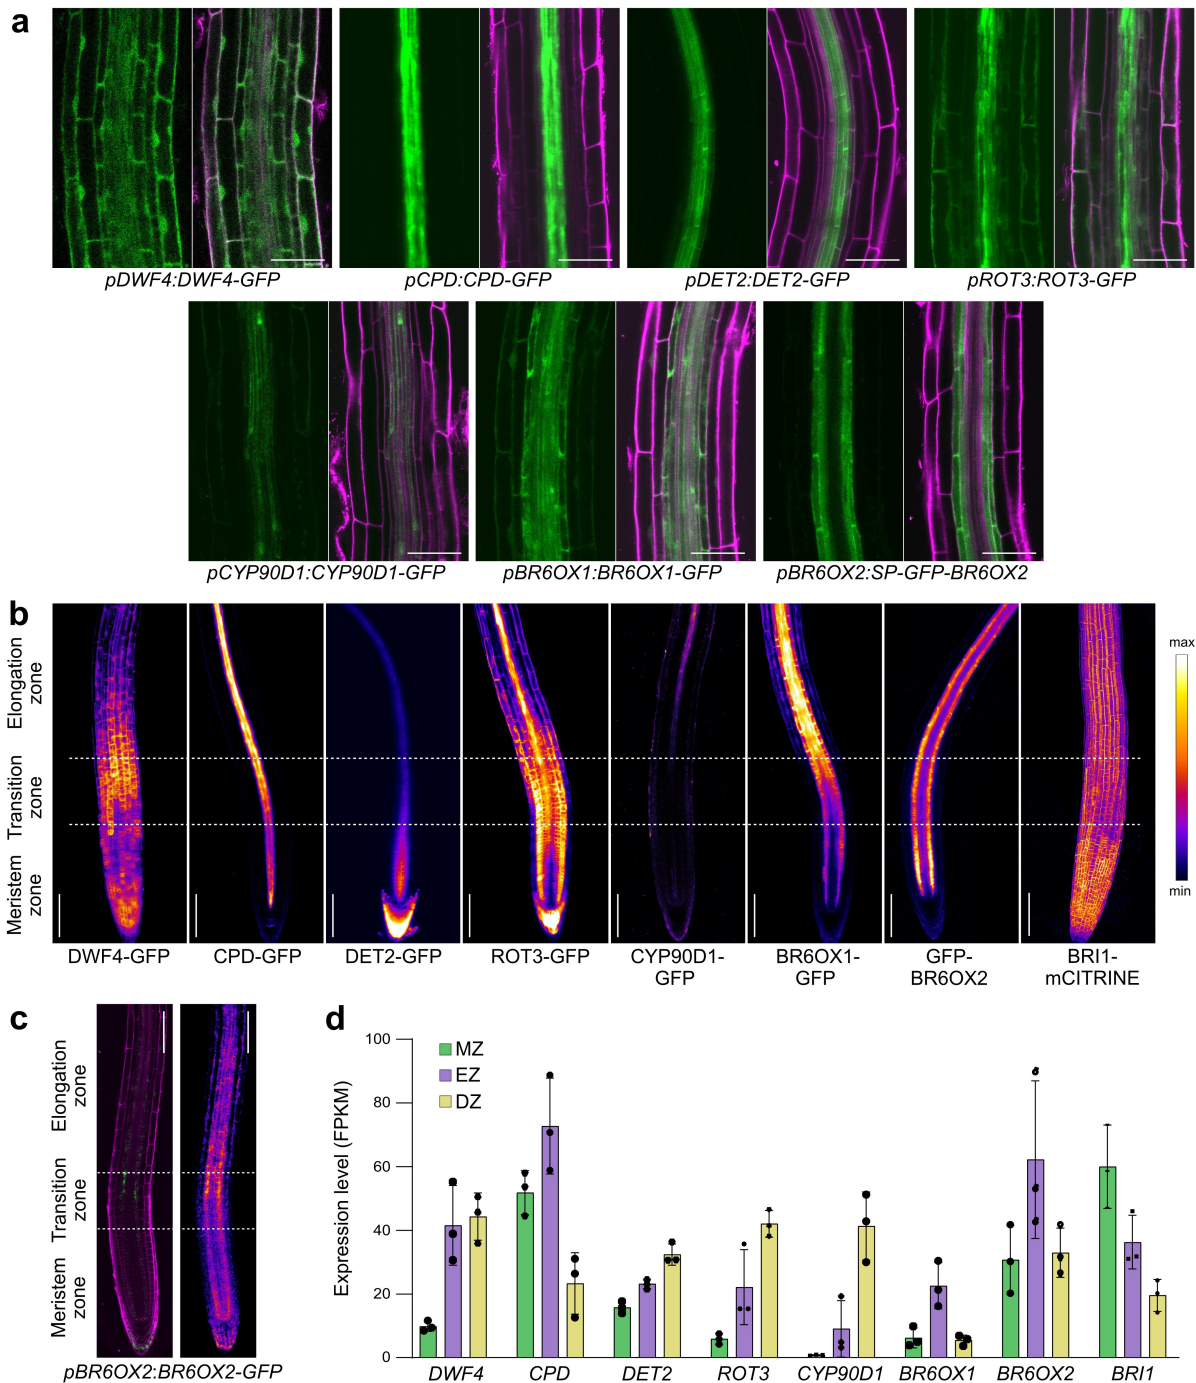 a
pDWF4:DWF4-GFP
pCPD:CPD-GFP
pDET2:DET2-GFP
pROT3:ROT3-GFP
pCYP90D1:CYP90D1-GFP
pBR6OX1:BR6OX1-GFP
pBR6OX2:SP-GFP-BR6OX2
b
Elongation
zone
Transition
zone
Meristem
zone
max
min
DWF4-GFP
CPD-GFP
DET2-GFP
ROT3-GFP
CYP90D1-
GFP
BR6OX1-
GFP
GFP-
BR6OX2
BRI1-
mCITRINE
c
Elongation
zone
Transition
zone
Meristem
zone
pBR6OX2:BR6OX2-GFP
d
Expression level (FPKM)
100
80
60
40
20
0
MZ
EZ
DZ
DWF4
CPD
DET2
ROT3
CYP90D1
BR6OX1
BR6OX2
BRI1